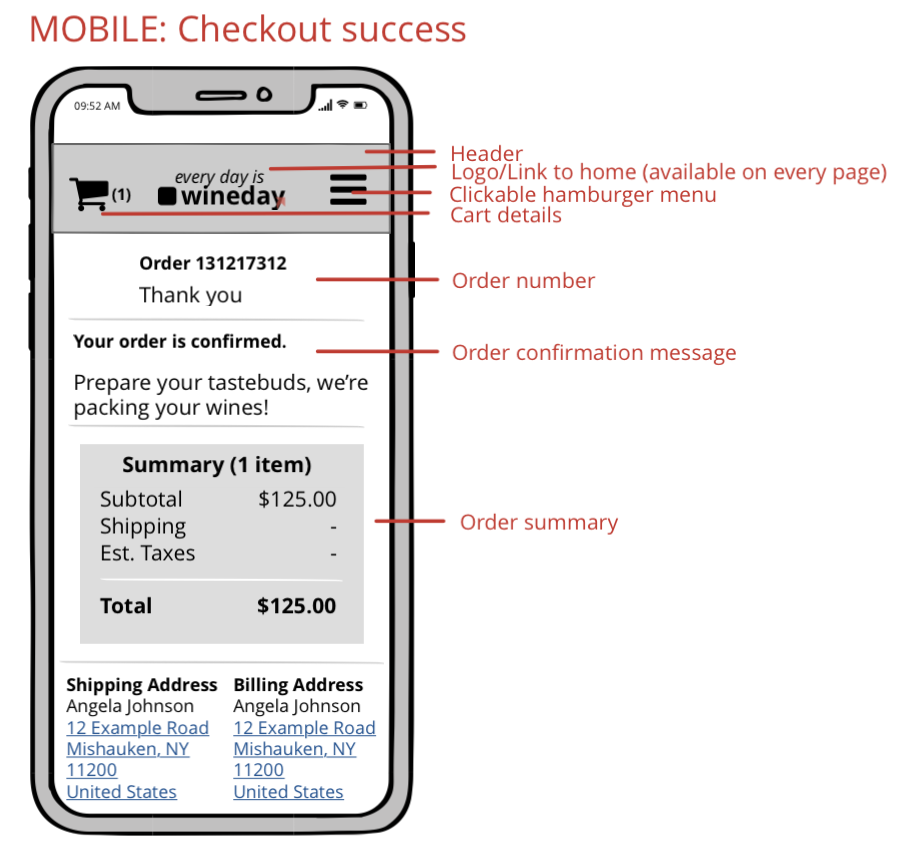 MOBILE: Checkout success
09:52 AM
Header
Logo/Link to home (available on every page)
Clickable hamburger menu
Cart details
(1)
every day is
wineday
Order 131217312
Thank you
Order number
Your order is confirmed.
Order confirmation message
Prepare your tastebuds, we're
packing your wines!
Summary (1 item)
Subtotal $125.00
Shipping -
Est. Taxes -
Total $125.00
Order summary
Shipping Address
Angela Johnson
12 Example Road
Mishauken, NY
11200
United States
Billing Address
Angela Johnson
12 Example Road
Mishauken, NY
11200
United States